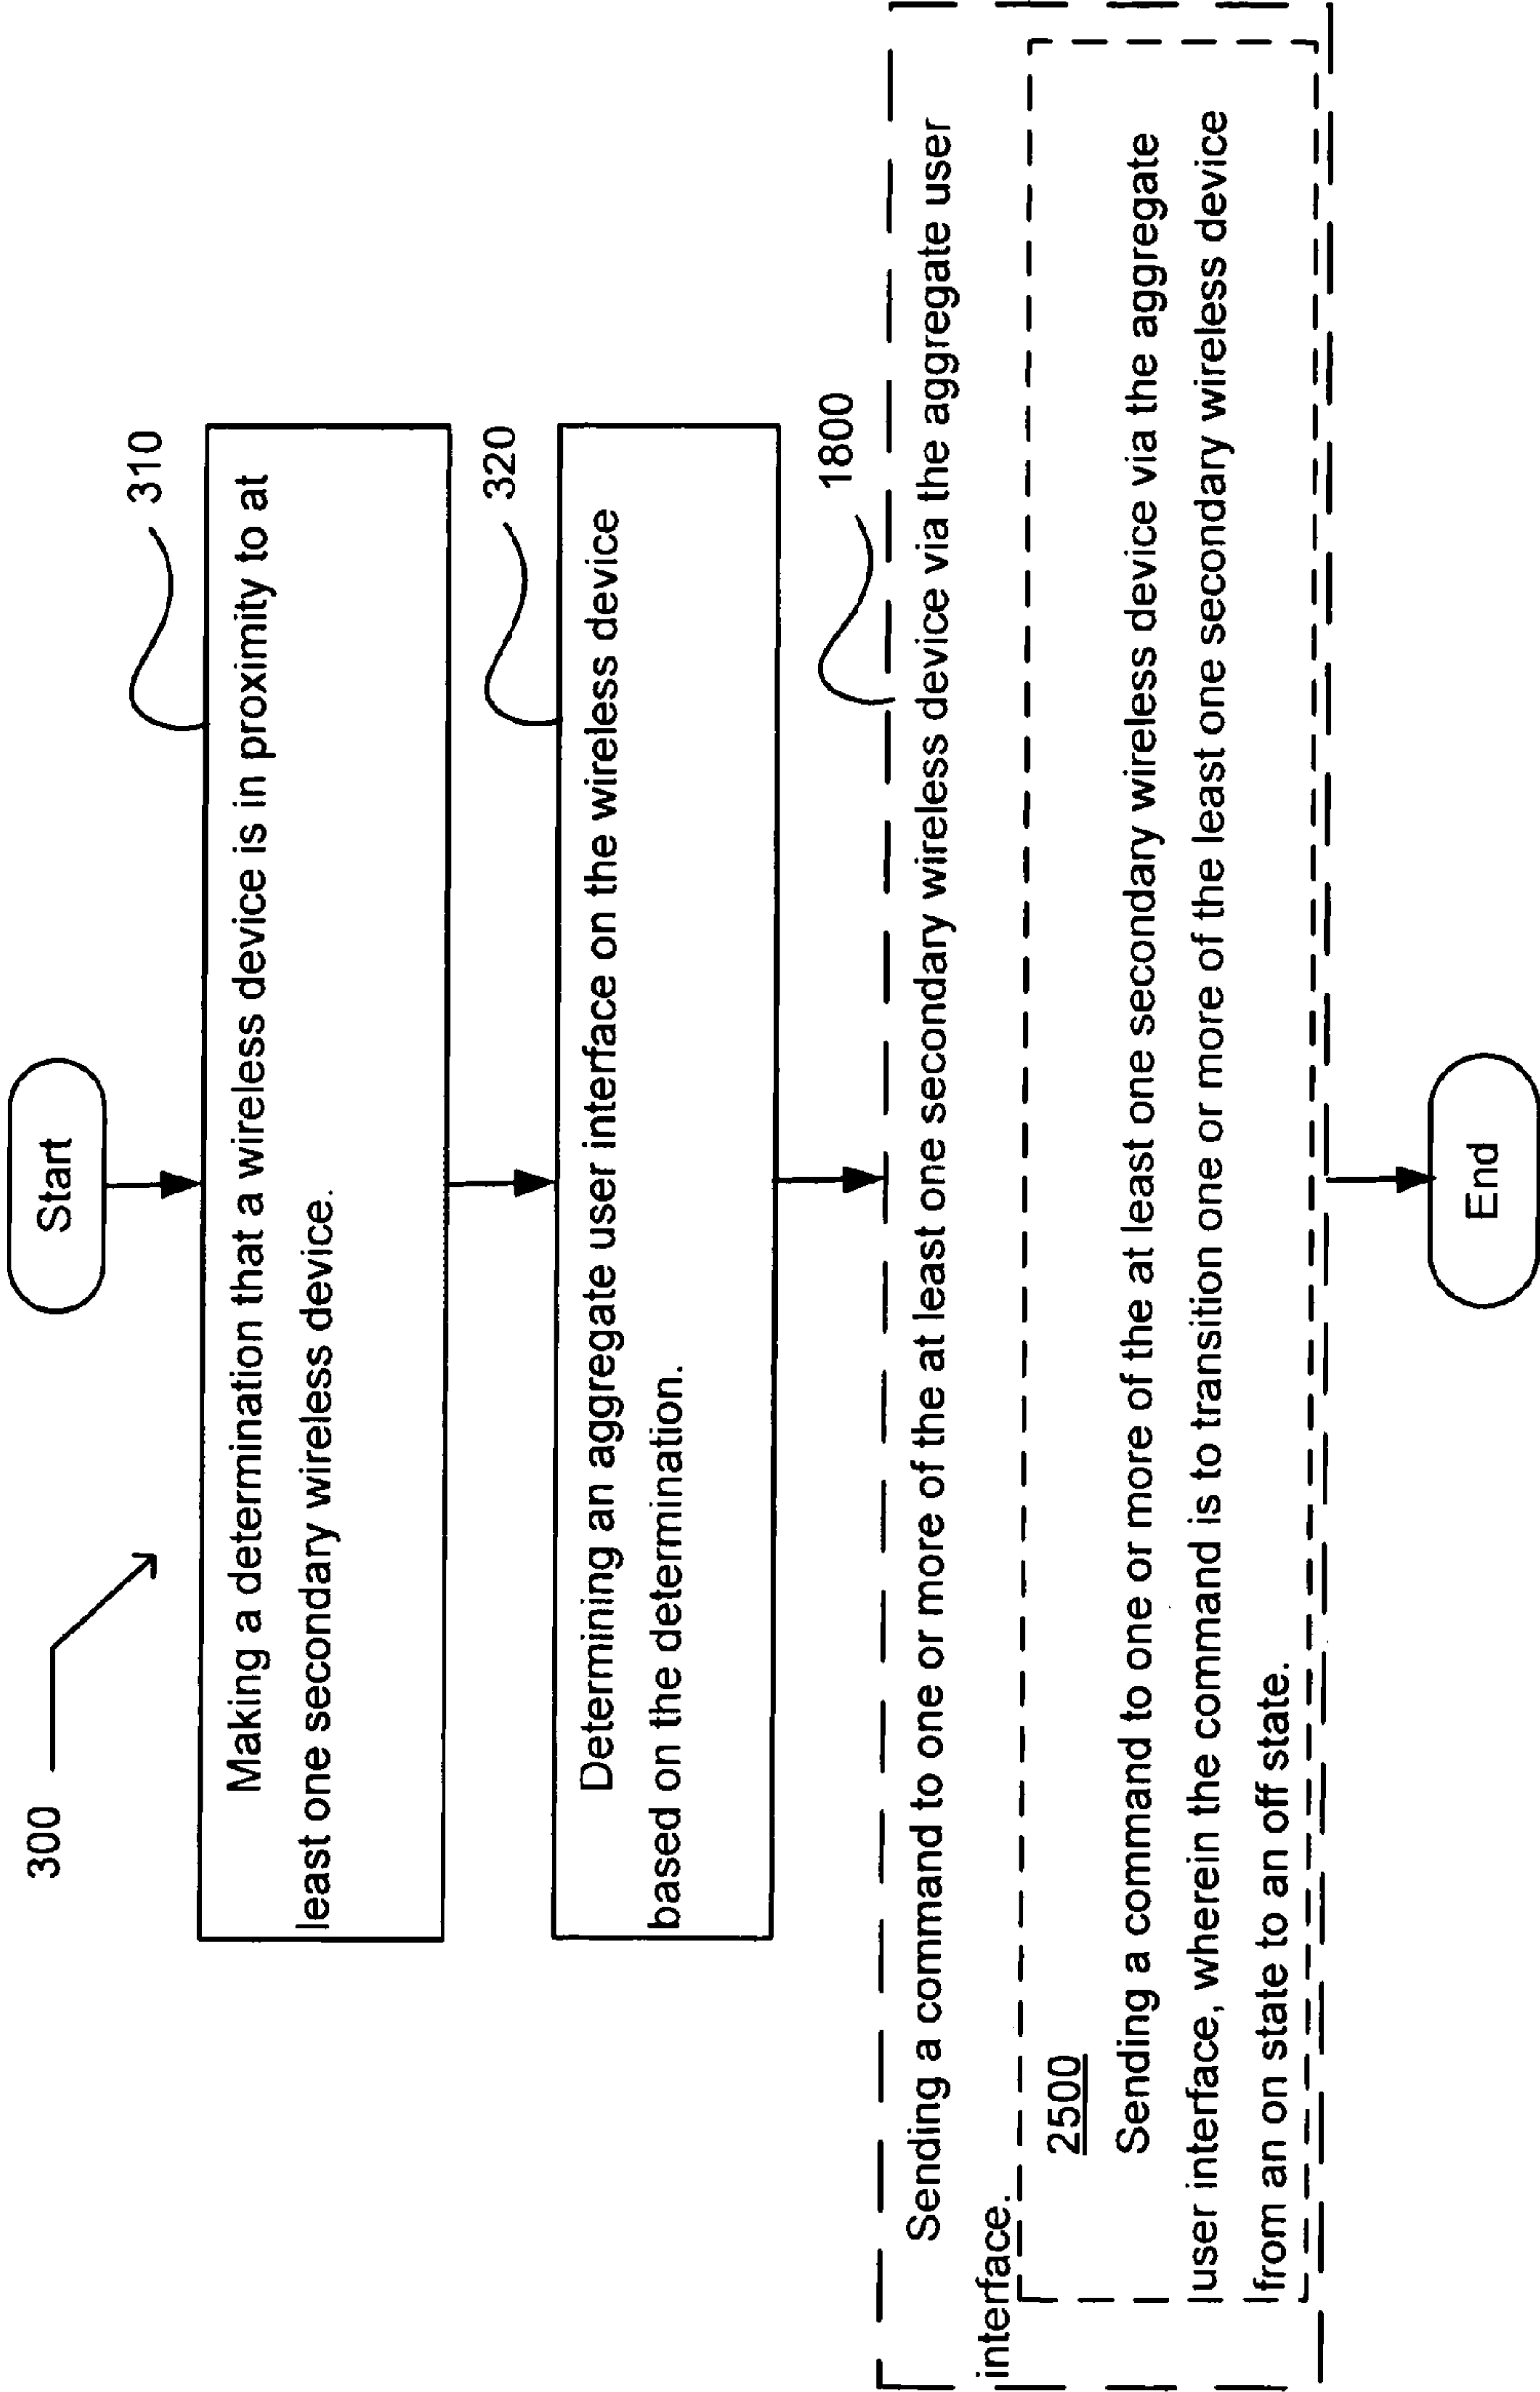 300
Start
310
Making a determination that a wireless device is in proximity to at
least one secondary wireless device.
320
Determining an aggregate user interface on the wireless device
based on the determination.
1800
Sending a command to one or more of the at least one secondary wireless device via the aggregate user
interface.
2500
Sending a command to one or more of the at least one secondary wireless device via the aggregate
user interface, wherein the command is to transition one or more of the least one secondary wireless device
from an on state to an off state.
End